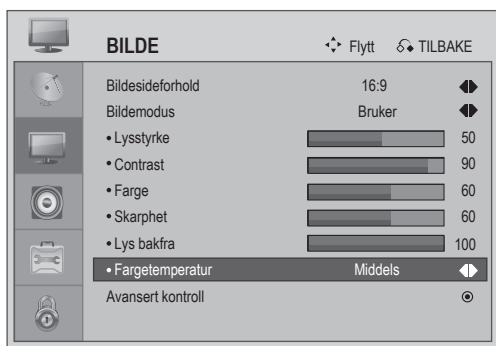 BILDE Flytt TILBAKE
Bildesideforhold 16:9
Bildemodus Bruker
• Lysstyrke 50
• Contrast 90
• Farge 60
• Skarphet 60
• Lys bakfra 100
• Fargetemperatur Middels
Avansert kontroll